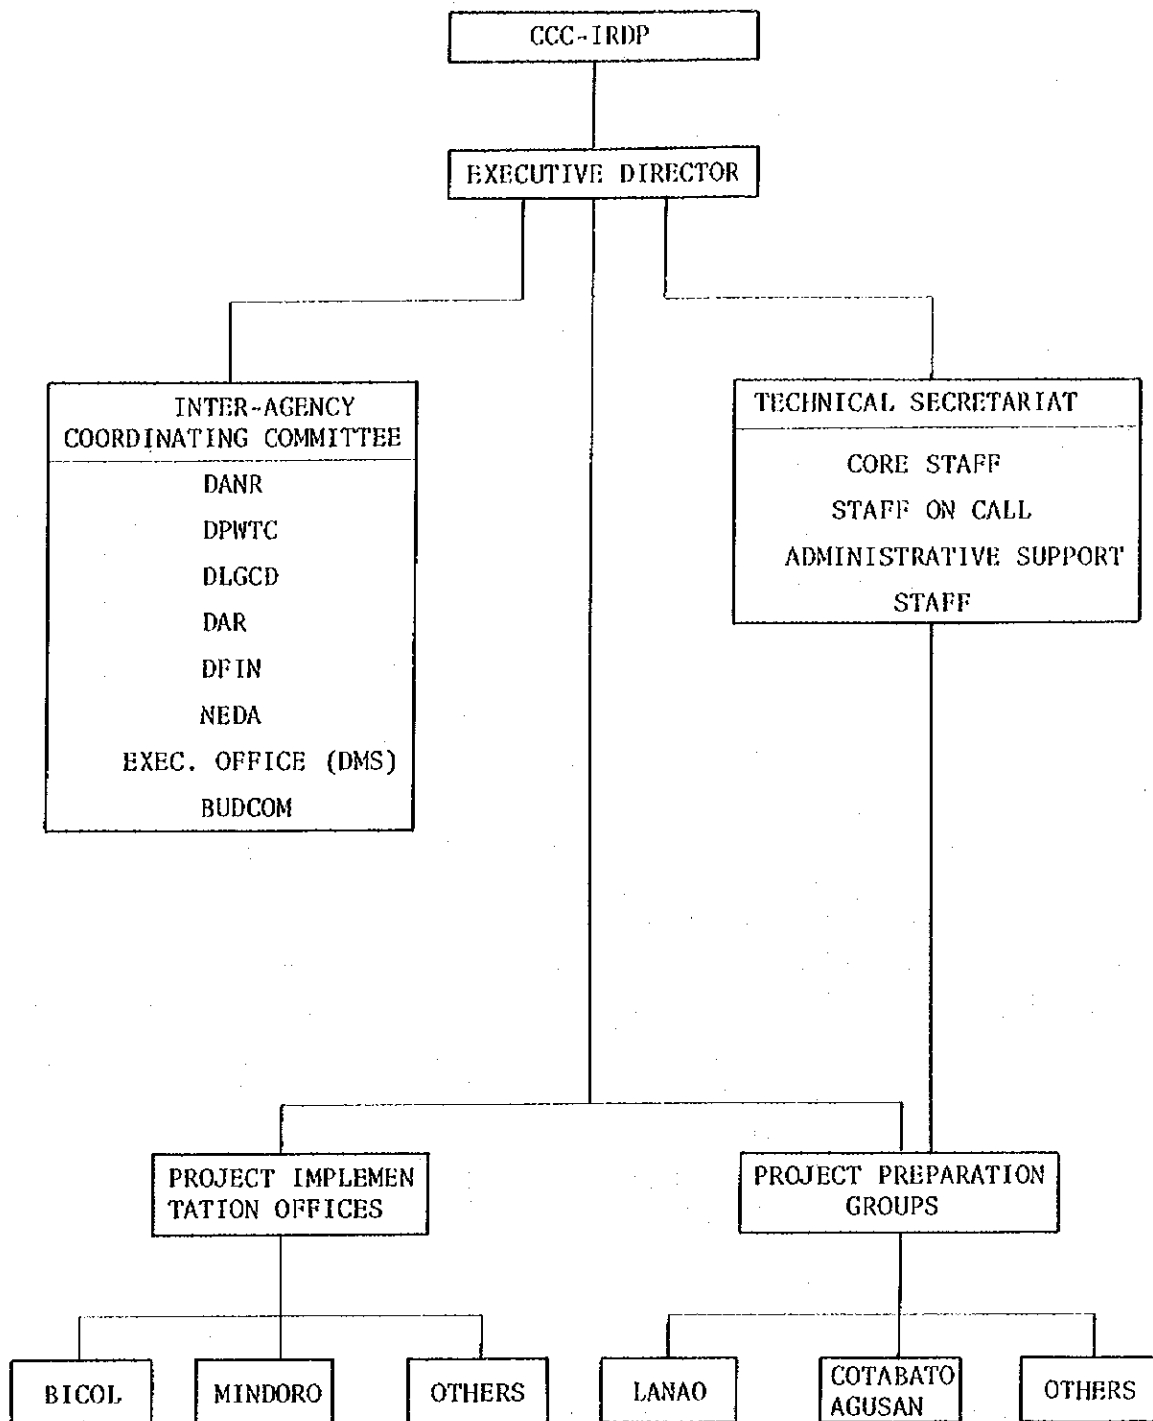 CCC-IRDP
EXECUTIVE DIRECTOR
INTER-AGENCY
COORDINATING COMMITTEE
DANR
DPWTC
DLGCD
DAR
DFIN
NEDA
EXEC. OFFICE (DMS)
BUDCOM
TECHNICAL SECRETARIAT
CORE STAFF
STAFF ON CALL
ADMINISTRATIVE SUPPORT
STAFF
PROJECT IMPLEMEN
TATION OFFICES
PROJECT PREPARATION
GROUPS
BICOL
MINDORO
OTHERS
LANAO
COTABATO
AGUSAN
OTHERS